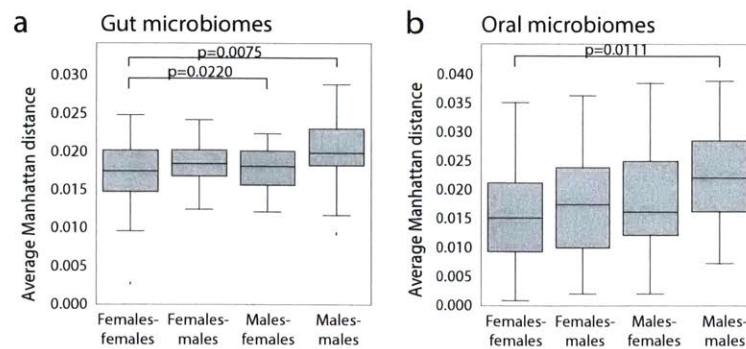 a Gut microbiomes
p=0.0075
p=0.0220
Average Manhattan distance
0.030
0.025
0.020
0.015
0.010
0.005
0.000
Females-females
Females-males
Males-females
Males-males
b Oral microbiomes
p=0.0111
Average Manhattan distance
0.040
0.035
0.030
0.025
0.020
0.015
0.010
0.005
0.000
Females-females
Females-males
Males-females
Males-males